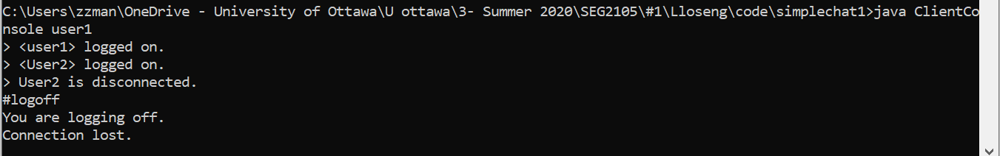 C:\Users\zzman\OneDrive - University of Ottawa\U ottawa\3- Summer 2020\SEG2105\#1\Lloseng\code\simplechat1>java ClientCo
nsole user1
> <user1> logged on.
> <User2> logged on.
> User2 is disconnected.
#logoff
You are logging off.
Connection lost.